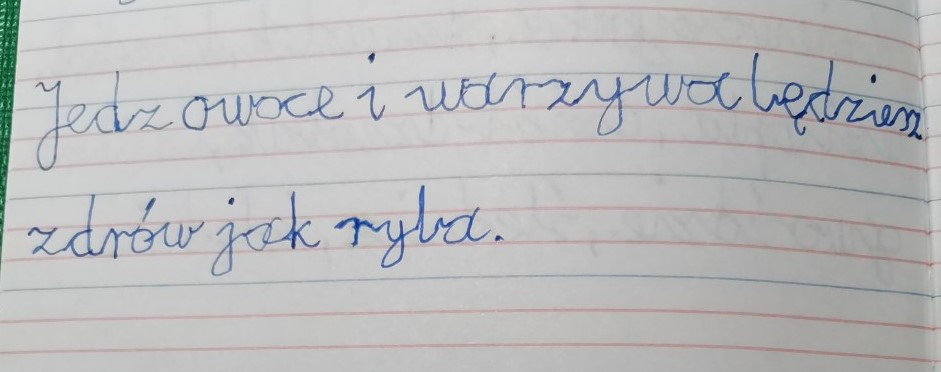 Jedz owoce i warzywa będziesz
zdrów jak ryba.